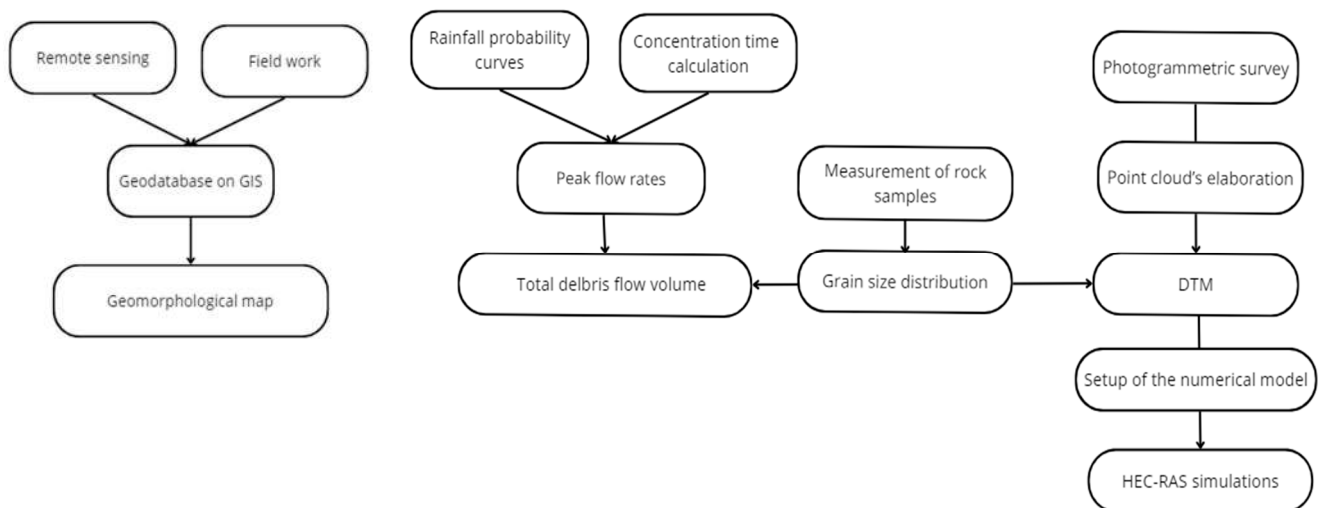 Remote sensing
Field work
Geodatabase on GIS
Geomorphological map
Rainfall probability
curves
Concentration time
calculation
Peak flow rates
Total delbris flow volume
Measurement of rock
samples
Grain size distribution
Photogrammetric survey
Point cloud's elaboration
DTM
Setup of the numerical model
HEC-RAS simulations